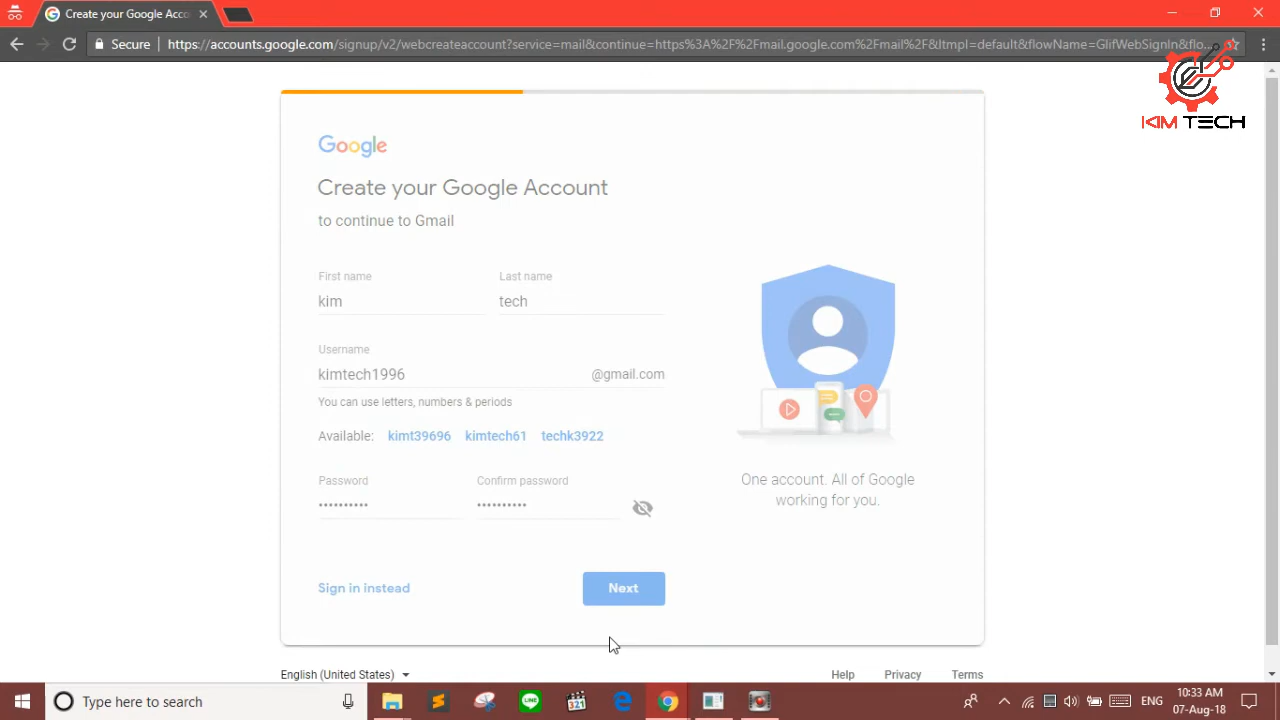 Create your Google Acco
Secure
https://accounts.google.com/signup/v2/webcreateaccount?service=mail&continue=https%3A%2F%2Fmail.google.com%2Fmail%2F&ltmpl=default&flowName=GlifWebSignIn&flo...
KIM TECH
Google
Create your Google Account
to continue to Gmail
First name
Last name
kim
tech
Username
kimtech1996
@gmail.com
You can use letters, numbers & periods
Available: kimt39696 kimtech61 techk3922
Password
Confirm password
••••••••••
••••••••••
One account. All of Google
working for you.
Sign in instead
Next
English (United States)
Help
Privacy
Terms
Type here to search
321
LINE
ENG
10:33 AM
07-Aug-18